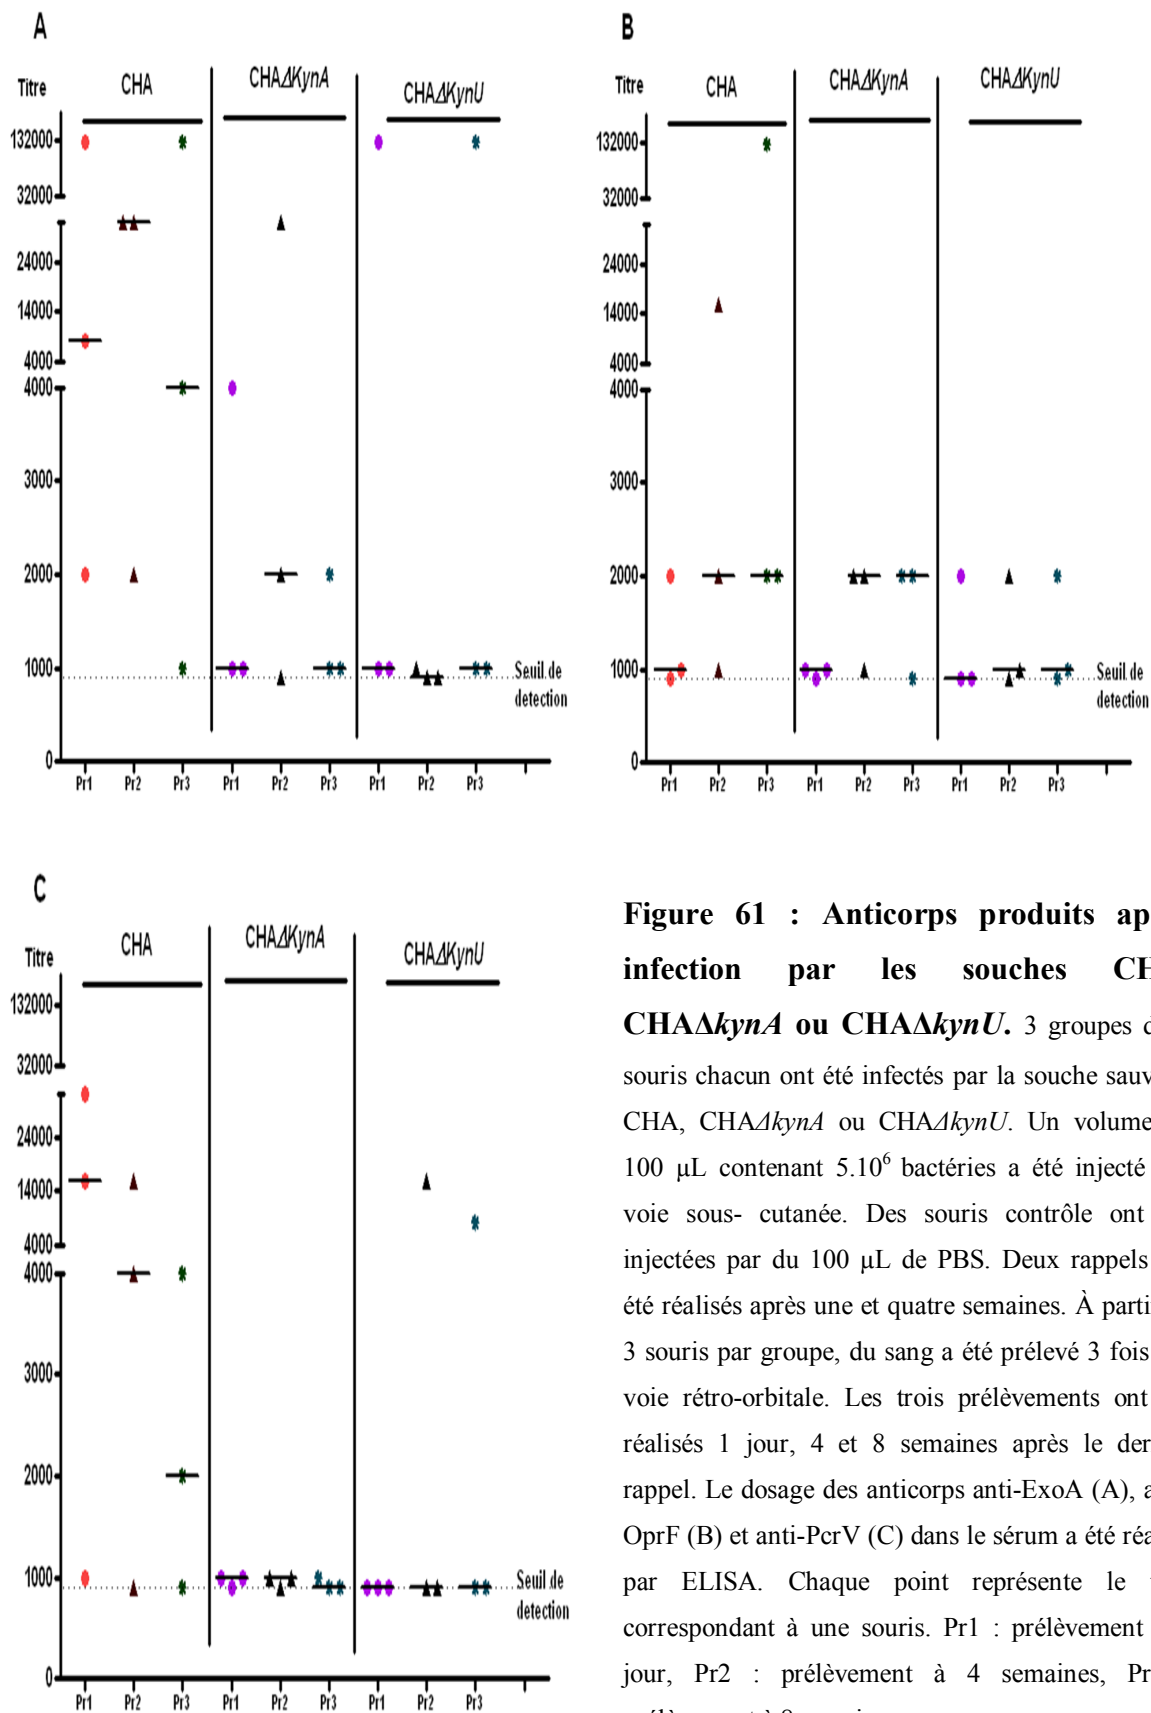 A
Titre
CHA
CHAΔKynA
CHAΔKynU
132000
32000
24000
14000
4000
4000
3000
2000
1000
0
Seuil de
detection
Pr1 Pr2 Pr3 Pr1 Pr2 Pr3 Pr1 Pr2 Pr3
B
Titre
CHA
CHAΔKynA
CHAΔKynU
132000
32000
24000
14000
4000
4000
3000
2000
1000
0
Seuil de
detection
Pr1 Pr2 Pr3 Pr1 Pr2 Pr3 Pr1 Pr2 Pr3
C
Titre
CHA
CHAΔKynA
CHAΔKynU
132000
32000
24000
14000
4000
4000
3000
2000
1000
0
Seuil de
detection
Pr1 Pr2 Pr3 Pr1 Pr2 Pr3 Pr1 Pr2 Pr3
Figure 61 : Anticorps produits ap
infection par les souches CH
CHAΔkynA ou CHAΔkynU. 3 groupes d
souris chacun ont été infectés par la souche sauv
CHA, CHAΔkynA ou CHAΔkynU. Un volume
100 µL contenant 5.10⁶ bactéries a été injecté
voie sous- cutanée. Des souris contrôle ont
injectées par du 100 µL de PBS. Deux rappels
été réalisés après une et quatre semaines. À parti
3 souris par groupe, du sang a été prélevé 3 fois
voie rétro-orbitale. Les trois prélèvements ont
réalisés 1 jour, 4 et 8 semaines après le der
rappel. Le dosage des anticorps anti-ExoA (A), a
OprF (B) et anti-PcrV (C) dans le sérum a été réa
par ELISA. Chaque point représente le
correspondant à une souris. Pr1 : prélèvement
jour, Pr2 : prélèvement à 4 semaines, Pr